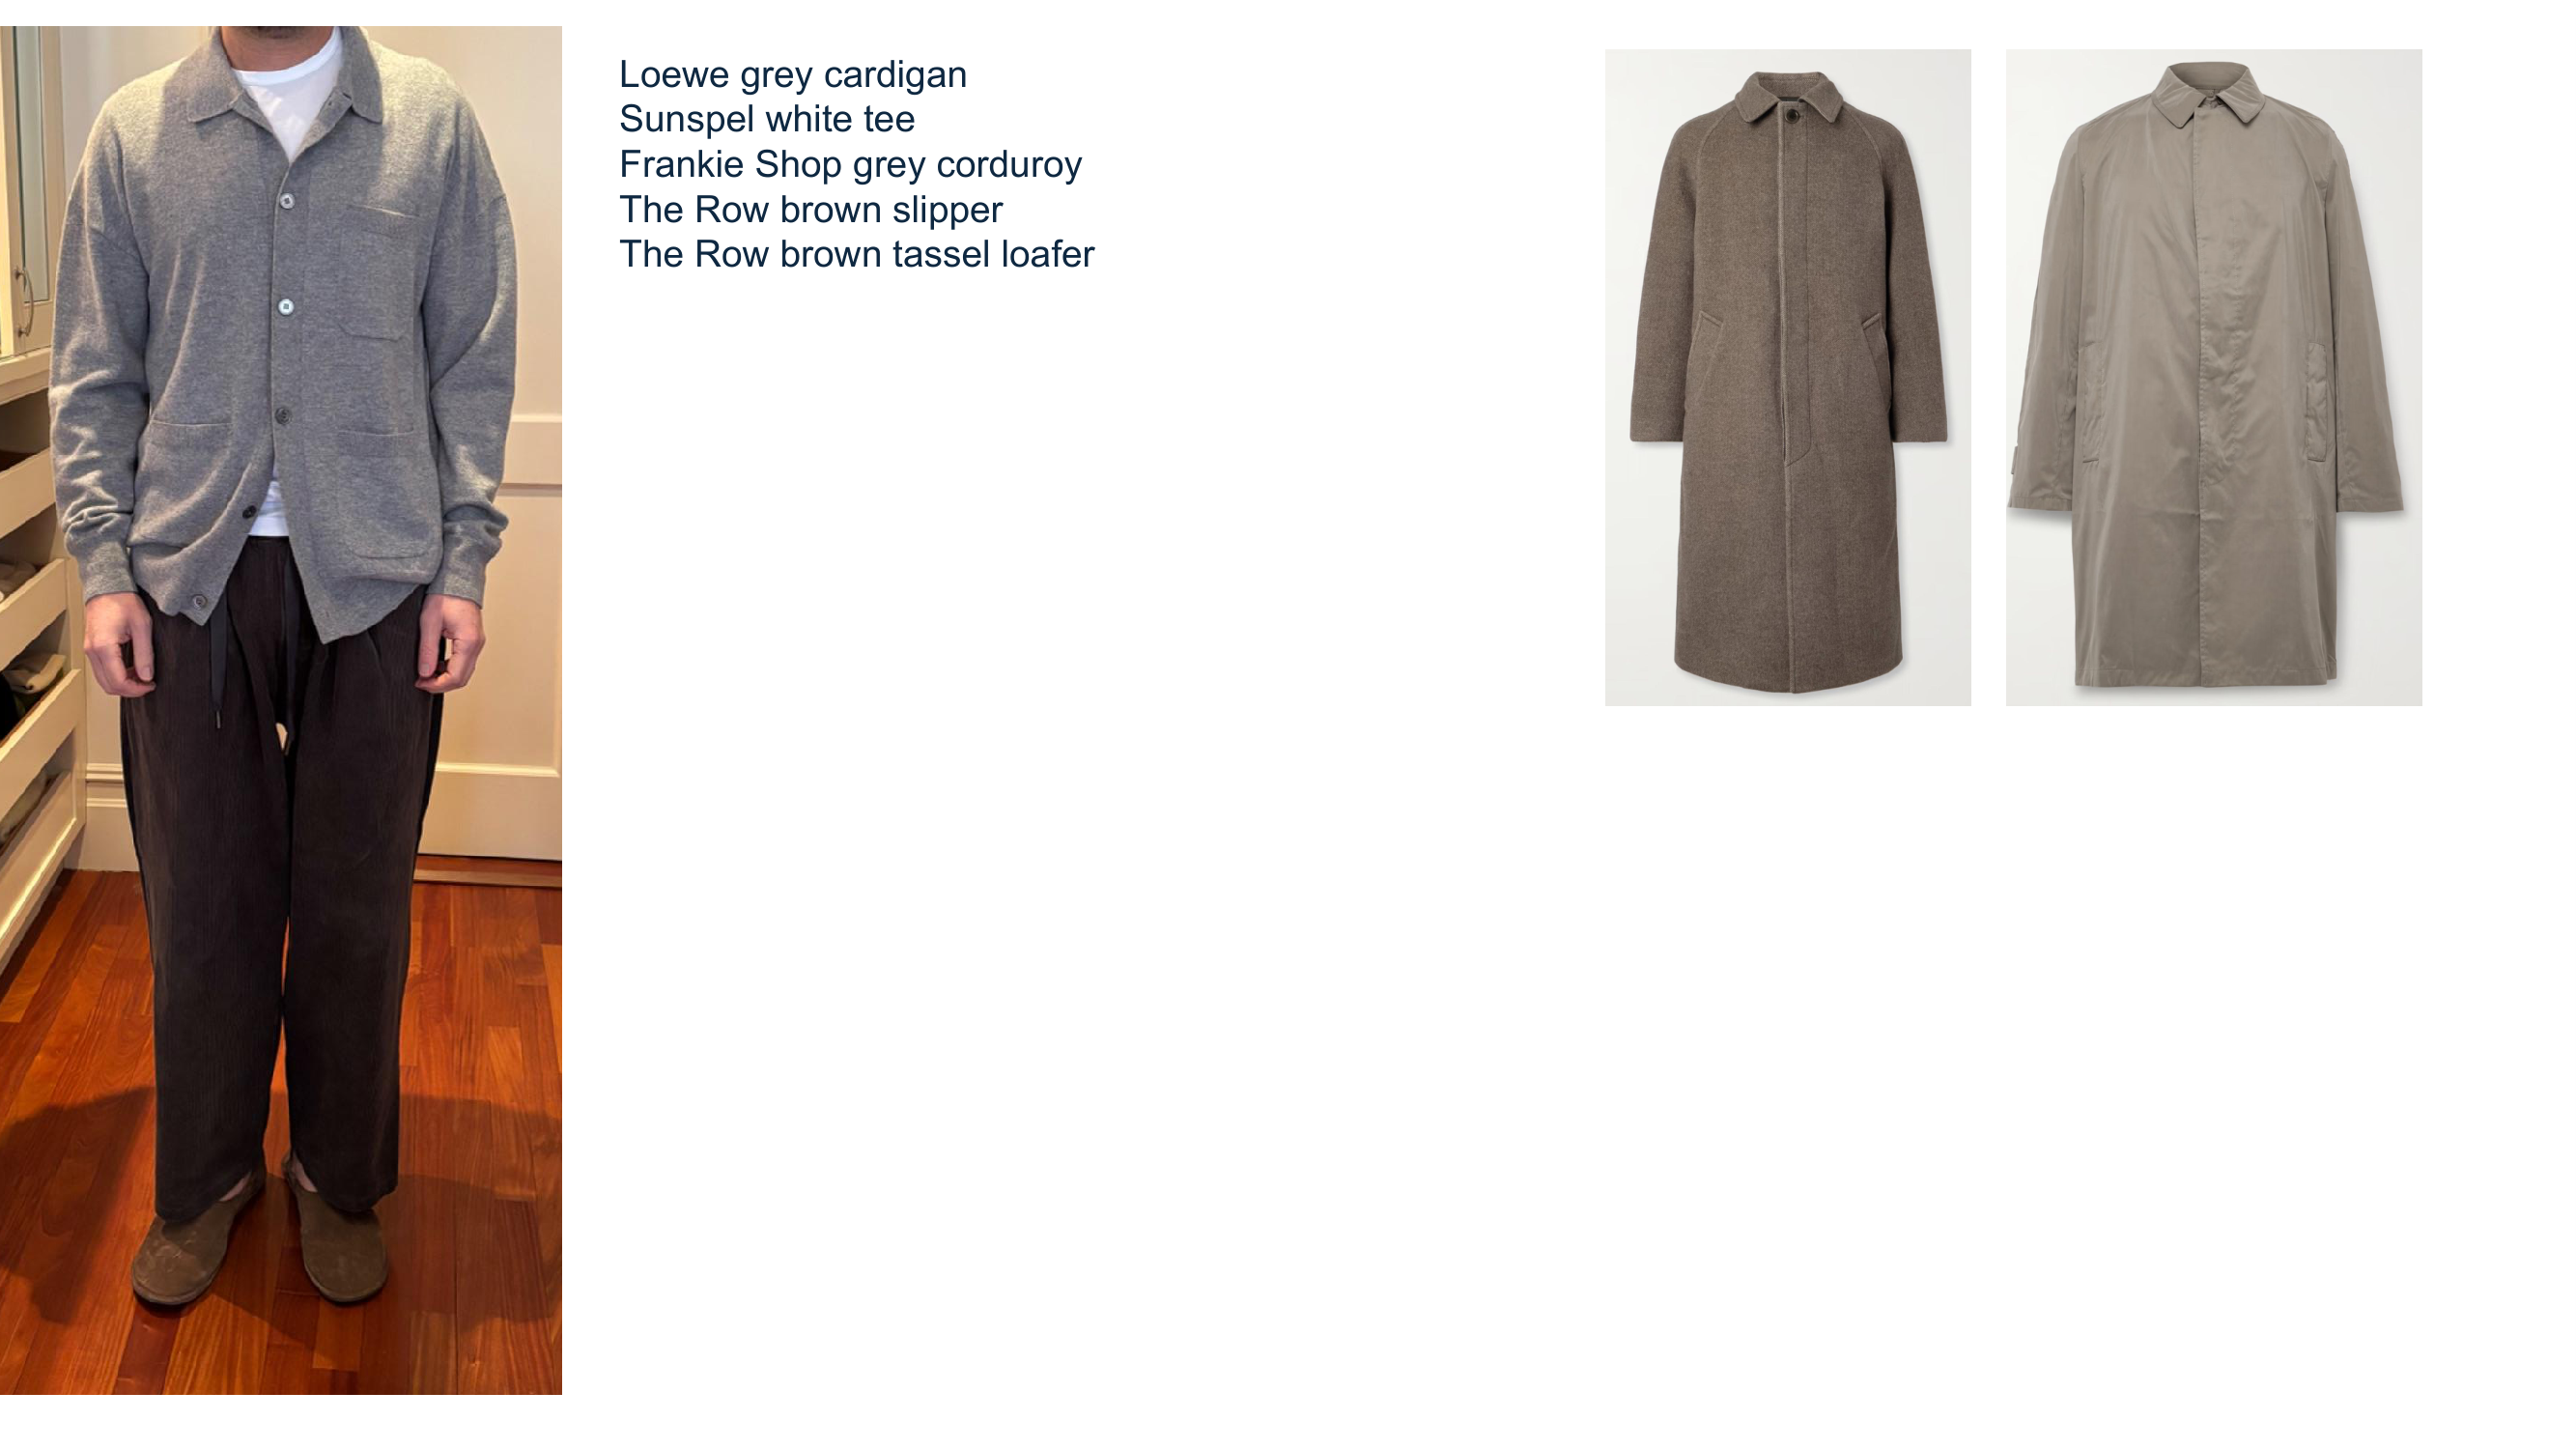 Loewe grey cardigan
Sunspel white tee
Frankie Shop grey corduroy
The Row brown slipper
The Row brown tassel loafer